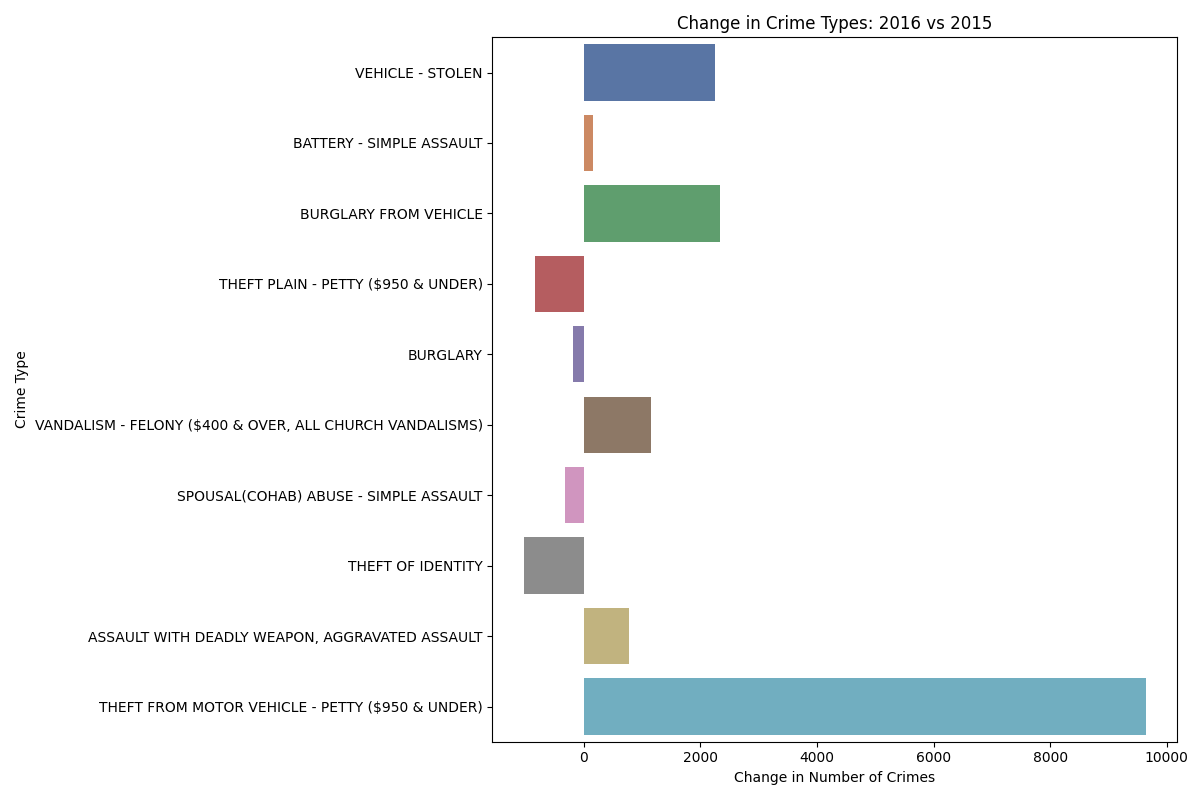 Change in Crime Types: 2016 vs 2015
VEHICLE - STOLEN
BATTERY - SIMPLE ASSAULT
BURGLARY FROM VEHICLE
THEFT PLAIN - PETTY ($950 & UNDER)
BURGLARY
VANDALISM - FELONY ($400 & OVER, ALL CHURCH VANDALISMS)
SPOUSAL(COHAB) ABUSE - SIMPLE ASSAULT
THEFT OF IDENTITY
ASSAULT WITH DEADLY WEAPON, AGGRAVATED ASSAULT
THEFT FROM MOTOR VEHICLE - PETTY ($950 & UNDER)
Crime Type
0 2000 4000 6000 8000 10000
Change in Number of Crimes